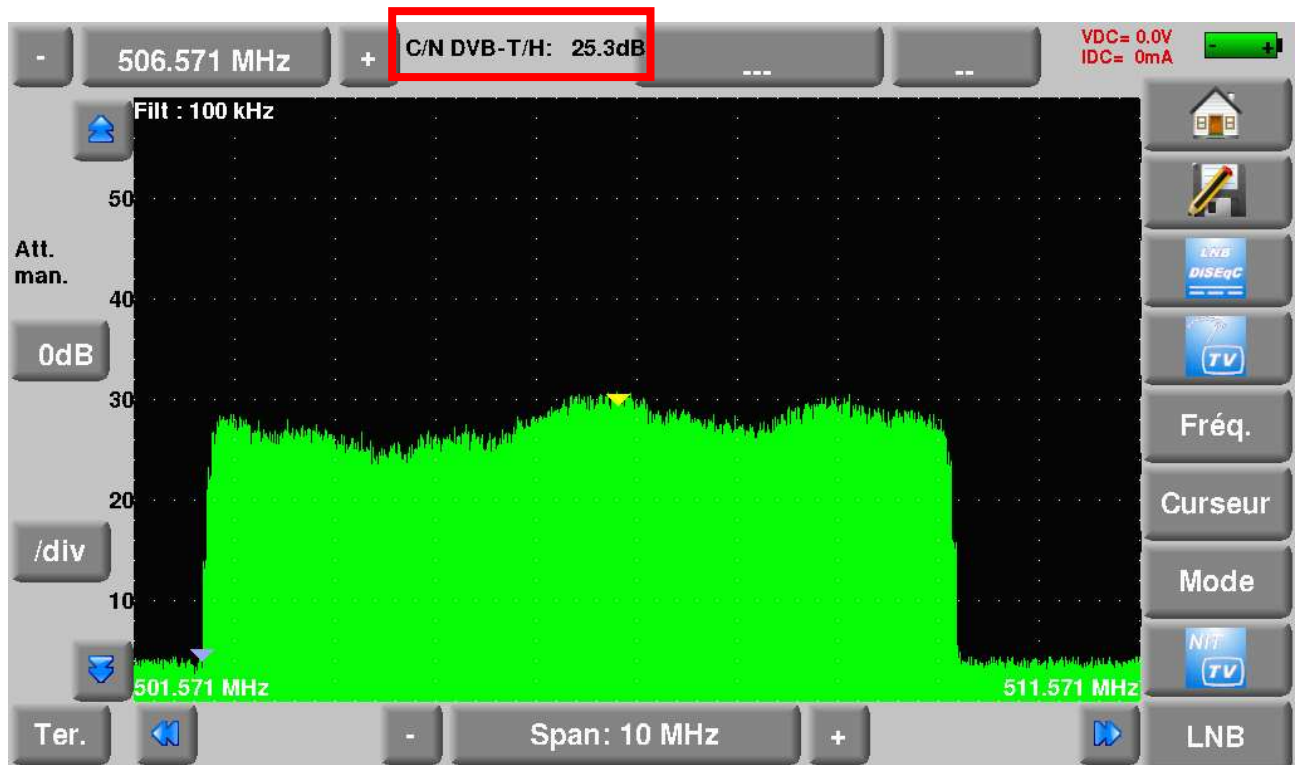 - 506.571 MHz + C/N DVB-T/H: 25.3dB --- -- VDC= 0.0V
IDC= 0mA
- +
Filt : 100 kHz
50
Att.
man.
40
0dB
30
20
/div
10
501.571 MHz 511.571 MHz
Ter. - Span: 10 MHz +
LNB
DiSEqC
TV
Fréq.
Curseur
Mode
NIT
TV
LNB